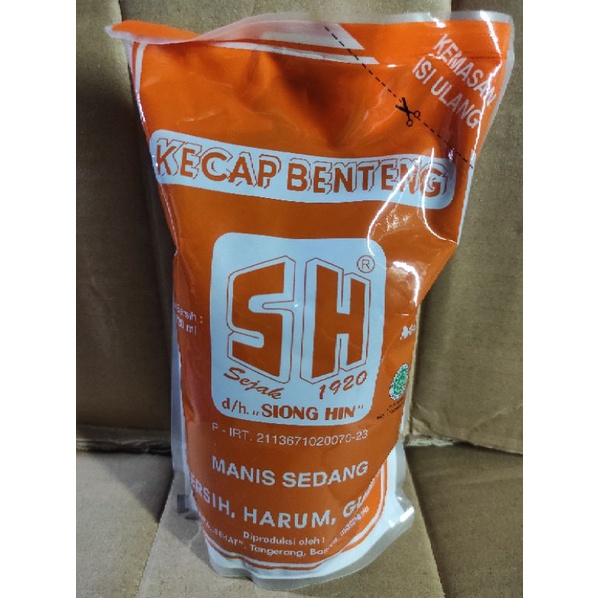 KEMASAN
ISI ULANG
KECAP BENTENG
SH ®
Sejak 1920
d/h. „SIONG HIN"
P - IRT. 2113671020070-23
MANIS SEDANG
ERSIH, HARUM,
Diproduksi oleh :
Tangerang,